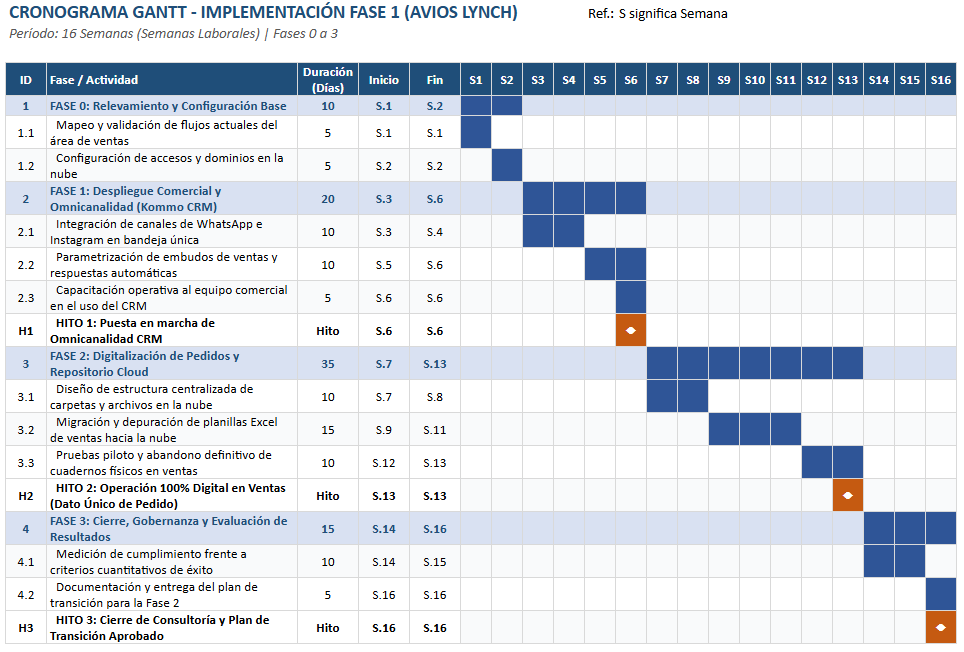 CRONOGRAMA GANTT - IMPLEMENTACIÓN FASE 1 (AVIOS LYNCH)
Ref.: S significa Semana
Período: 16 Semanas (Semanas Laborales) | Fases 0 a 3
ID Fase / Actividad Duración (Días) Inicio Fin S1 S2 S3 S4 S5 S6 S7 S8 S9 S10 S11 S12 S13 S14 S15 S16
1 FASE 0: Relevamiento y Configuración Base 10 S.1 S.2
1.1 Mapeo y validación de flujos actuales del
área de ventas 5 S.1 S.1
1.2 Configuración de accesos y dominios en la
nube 5 S.2 S.2
2 FASE 1: Despliegue Comercial y
Omnicanalidad (Kommo CRM) 20 S.3 S.6
2.1 Integración de canales de WhatsApp e
Instagram en bandeja única 10 S.3 S.4
2.2 Parametrización de embudos de ventas y
respuestas automáticas 10 S.5 S.6
2.3 Capacitación operativa al equipo comercial
en el uso del CRM 5 S.6 S.6
H1 HITO 1: Puesta en marcha de
Omnicanalidad CRM Hito S.6 S.6
3 FASE 2: Digitalización de Pedidos y
Repositorio Cloud 35 S.7 S.13
3.1 Diseño de estructura centralizada de
carpetas y archivos en la nube 10 S.7 S.8
3.2 Migración y depuración de planillas Excel
de ventas hacia la nube 15 S.9 S.11
3.3 Pruebas piloto y abandono definitivo de
cuadernos físicos en ventas 10 S.12 S.13
H2 HITO 2: Operación 100% Digital en Ventas
(Dato Único de Pedido) Hito S.13 S.13
4 FASE 3: Cierre, Gobernanza y Evaluación de
Resultados 15 S.14 S.16
4.1 Medición de cumplimiento frente a
criterios cuantitativos de éxito 10 S.14 S.15
4.2 Documentación y entrega del plan de
transición para la Fase 2 5 S.16 S.16
H3 HITO 3: Cierre de Consultoría y Plan de
Transición Aprobado Hito S.16 S.16